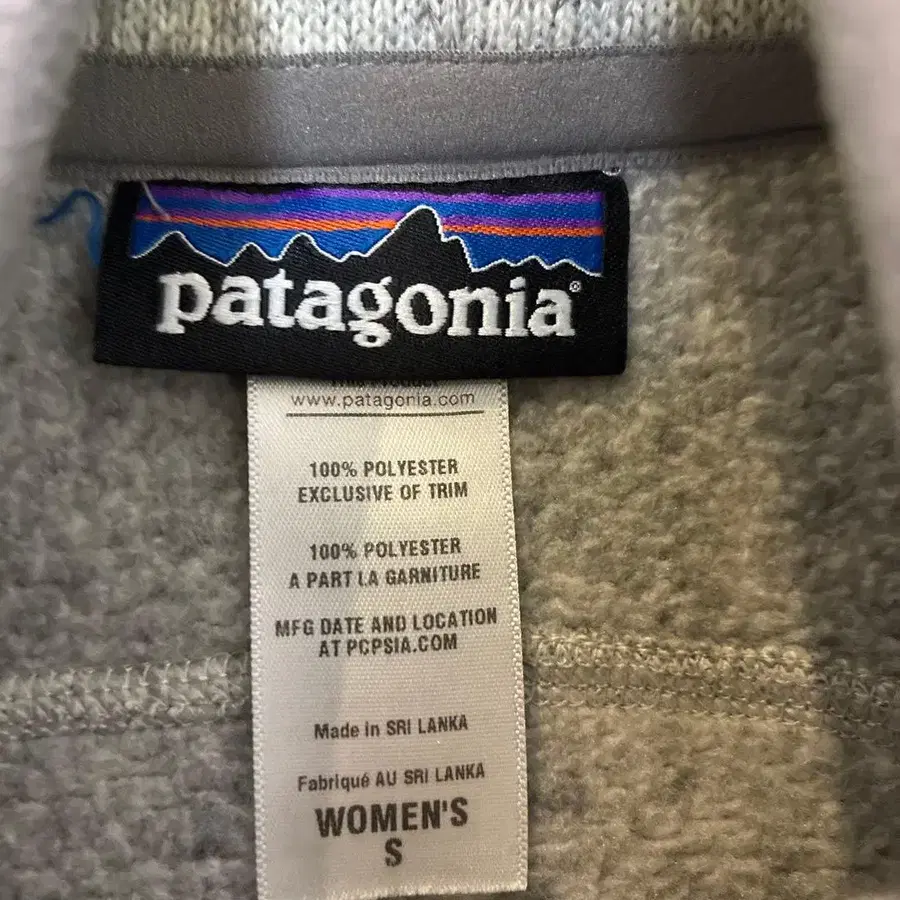 patagonia®
www.patagonia.com
100% POLYESTER
EXCLUSIVE OF TRIM
100% POLYESTER
A PART LA GARNITURE
MFG DATE AND LOCATION
AT PCPSIA.COM
Made in SRI LANKA
Fabriqué AU SRI LANKA
WOMEN'S
S